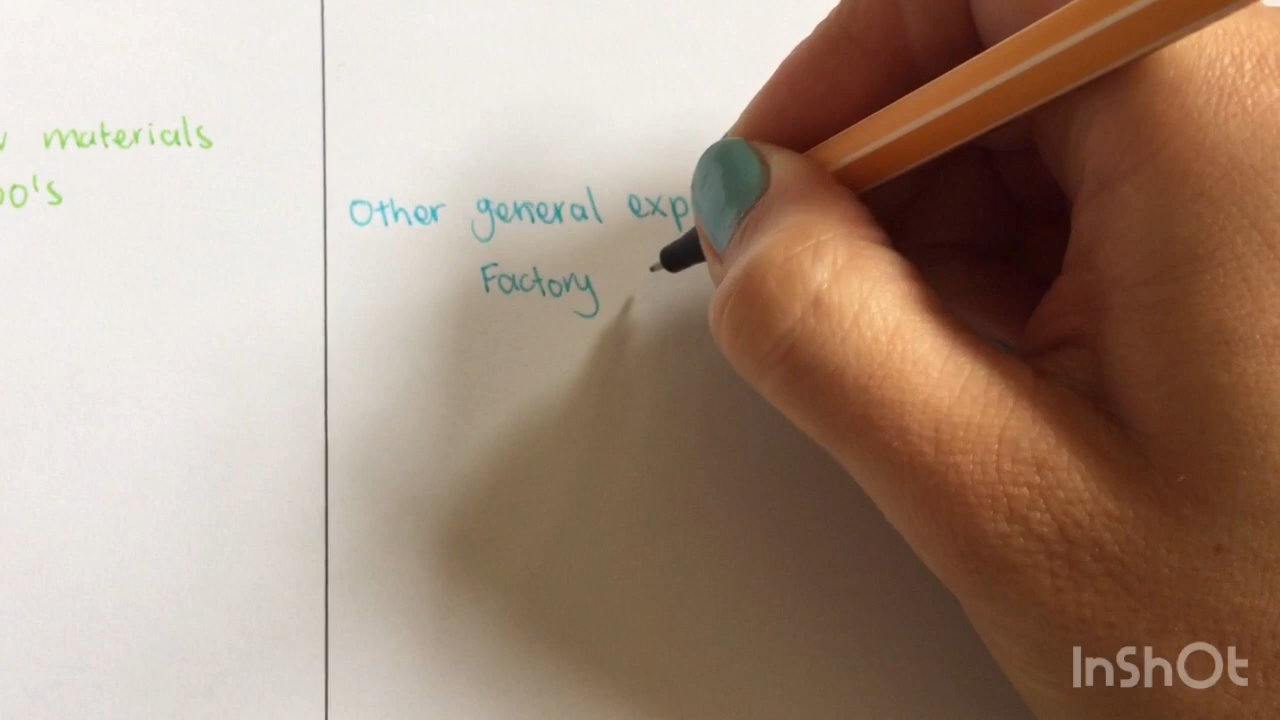 materials
00's
Other general exp
Factory
InShOt